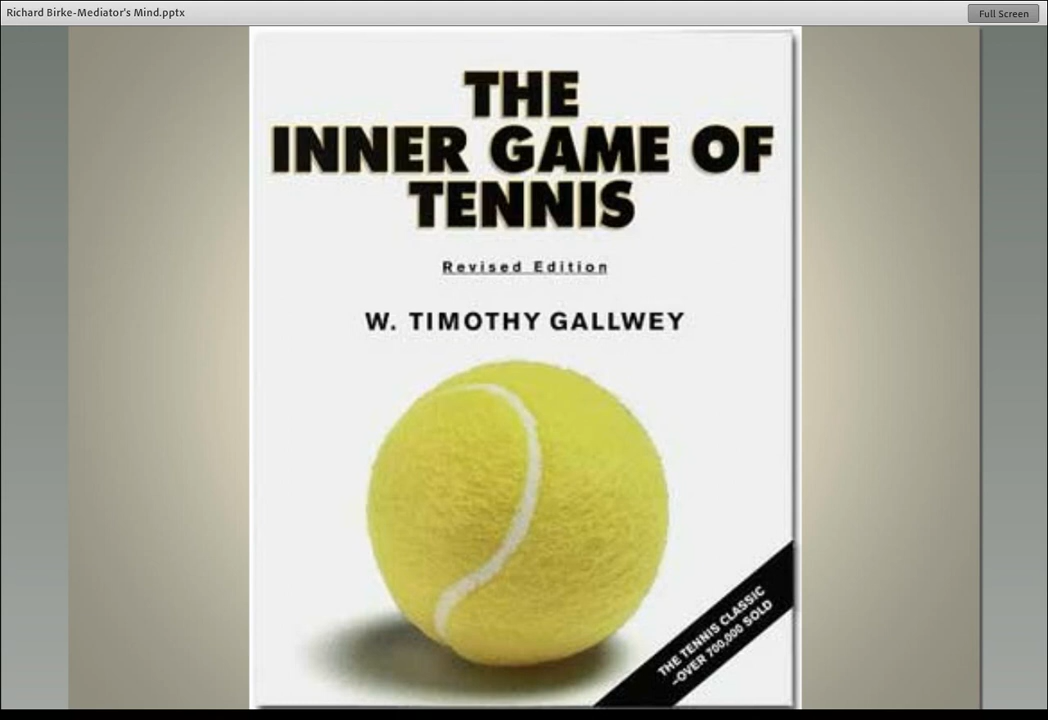 Richard Birke-Mediator's Mind.pptx
Full Screen
THE
INNER GAME OF
TENNIS
Revised Edition
W. TIMOTHY GALLWEY
THE TENNIS CLASSIC
–OVER 700,000 SOLD